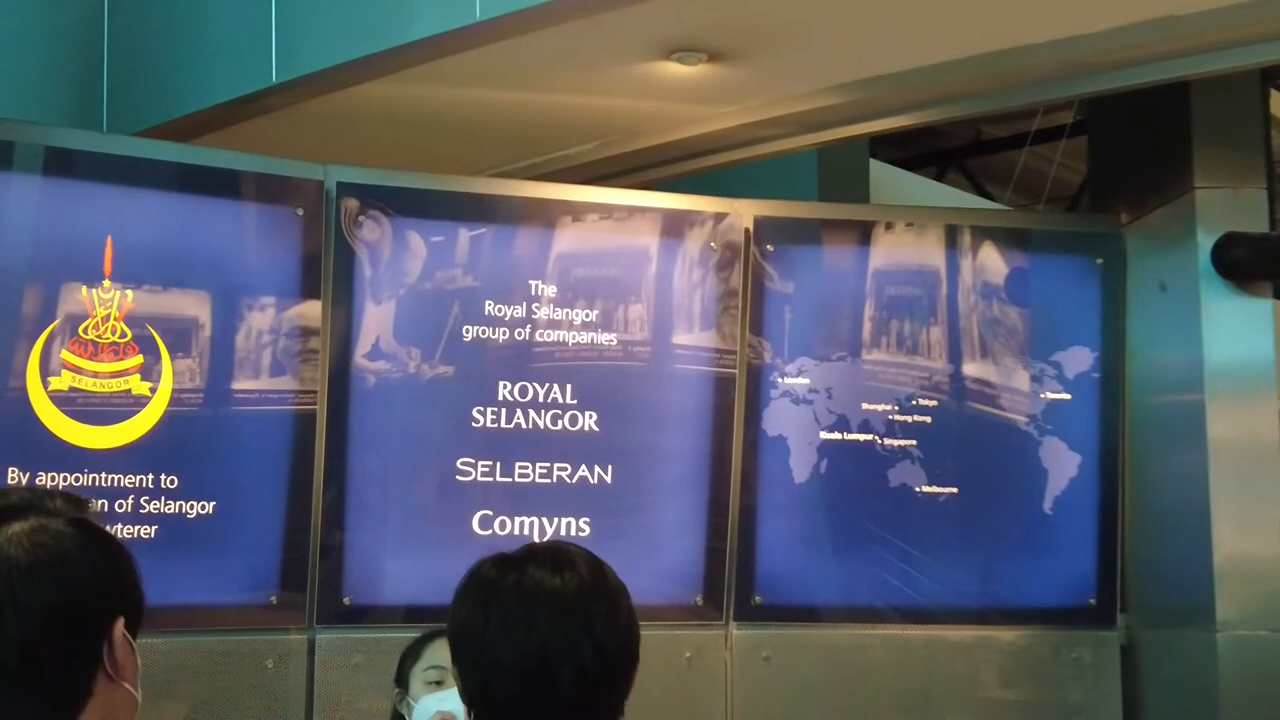 SELANGOR
By appointment to
an of Selangor
wterer
The
Royal Selangor
group of companies
ROYAL
SELANGOR
SELBERAN
Comyns
London
Toronto
Shanghai
Tokyo
Hong Kong
Kuala Lumpur
Singapore
Melbourne